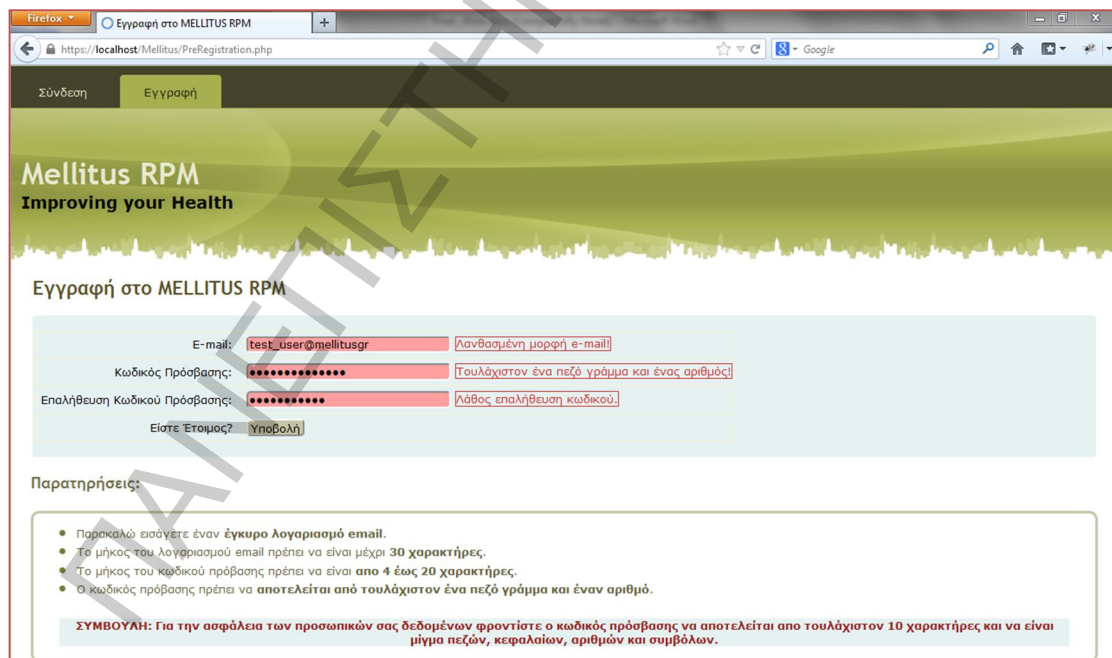 Firefox
Εγγραφή στο MELLITUS RPM
+
https://localhost/Mellitus/PreRegistration.php
Google
Σύνδεση
Εγγραφή
Mellitus RPM
Improving your Health
Εγγραφή στο MELLITUS RPM
E-mail: test_user@mellitusgr Λανθασμένη μορφή e-mail!
Κωδικός Πρόσβασης: •••••••••••••• Τουλάχιστον ένα πεζό γράμμα και ένας αριθμός!
Επαλήθευση Κωδικού Πρόσβασης: ••••••••••• Λάθος επαλήθευση κωδικού.
Είστε Έτοιμος? Υποβολή
Παρατηρήσεις:
• Παρακαλώ εισάγετε έναν έγκυρο λογαριασμό email.
• Το μήκος του λογαριασμού email πρέπει να είναι μέχρι 30 χαρακτήρες.
• Το μήκος του κωδικού πρόβασης πρέπει να είναι απο 4 έως 20 χαρακτήρες.
• Ο κωδικός πρόβασης πρέπει να αποτελείται από τουλάχιστον ένα πεζό γράμμα και έναν αριθμό.
ΣΥΜΒΟΥΛΗ: Για την ασφάλεια των προσωπικών σας δεδομένων φροντίστε ο κωδικός πρόσβασης να αποτελείται απο τουλάχιστον 10 χαρακτήρες και να είναι
μίγμα πεζών, κεφαλαίων, αριθμών και συμβόλων.
ΠΑΝΕΠΙΣΤΗ